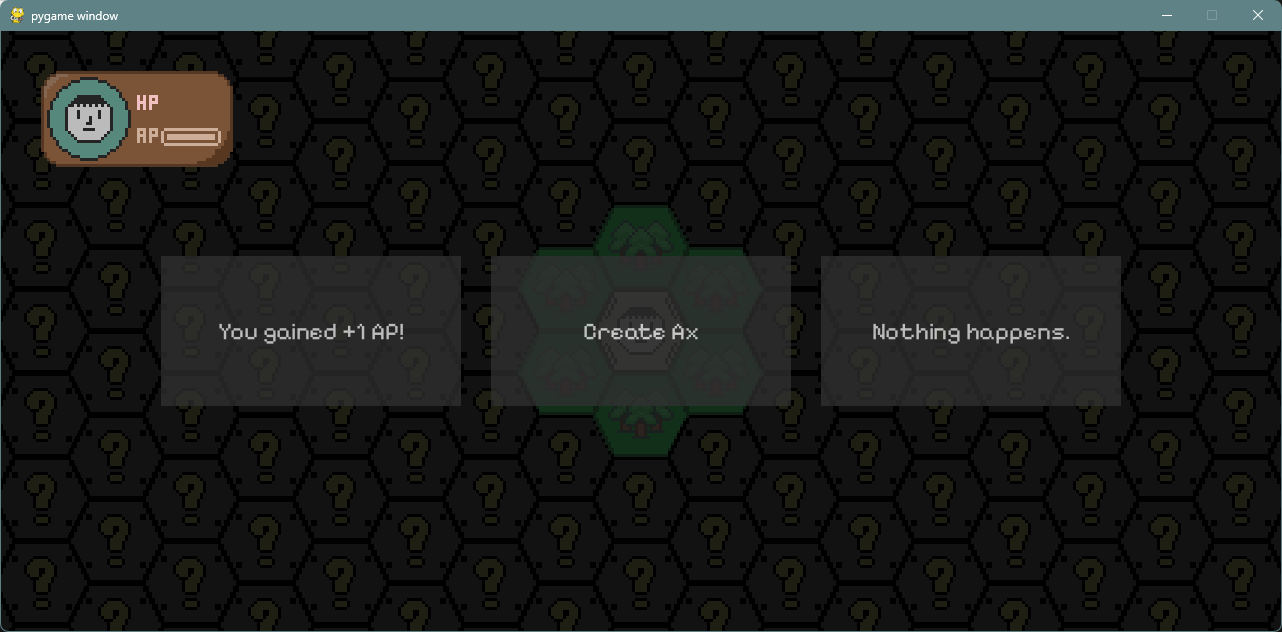 pygame window
HP
AP
You gained +1 AP!
Create Ax
Nothing happens.